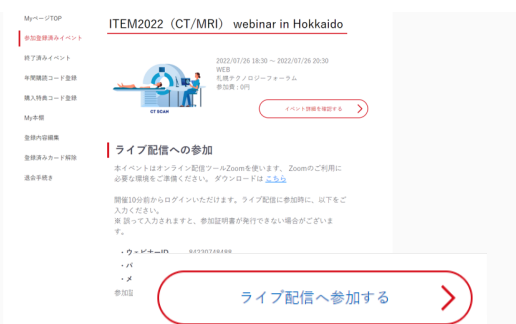 MyページTOP
参加登録済みイベント
終了済みイベント
年間購読コード登録
購入特典コード登録
My本棚
登録内容編集
登録済みカード解除
退会手続き
ITEM2022（CT/MRI） webinar in Hokkaido
CT SCAN
2022/07/26 18:30 ～ 2022/07/26 20:30
WEB
札幌テクノロジーフォーラム
参加費：0円
イベント詳細を確認する
ライブ配信への参加
本イベントはオンライン配信ツールZoomを使います、 Zoomのご利用に
必要な環境をご準備ください。 ダウンロードは こちら
開催10分前からログインいただけます。ライブ配信に参加時に、以下をご
入力ください。
※ 誤って入力されますと、参加証明書が発行できない場合がございま
す。
・ウェビナーID 84230748488
・パ
・メ
参加証
ライブ配信へ参加する